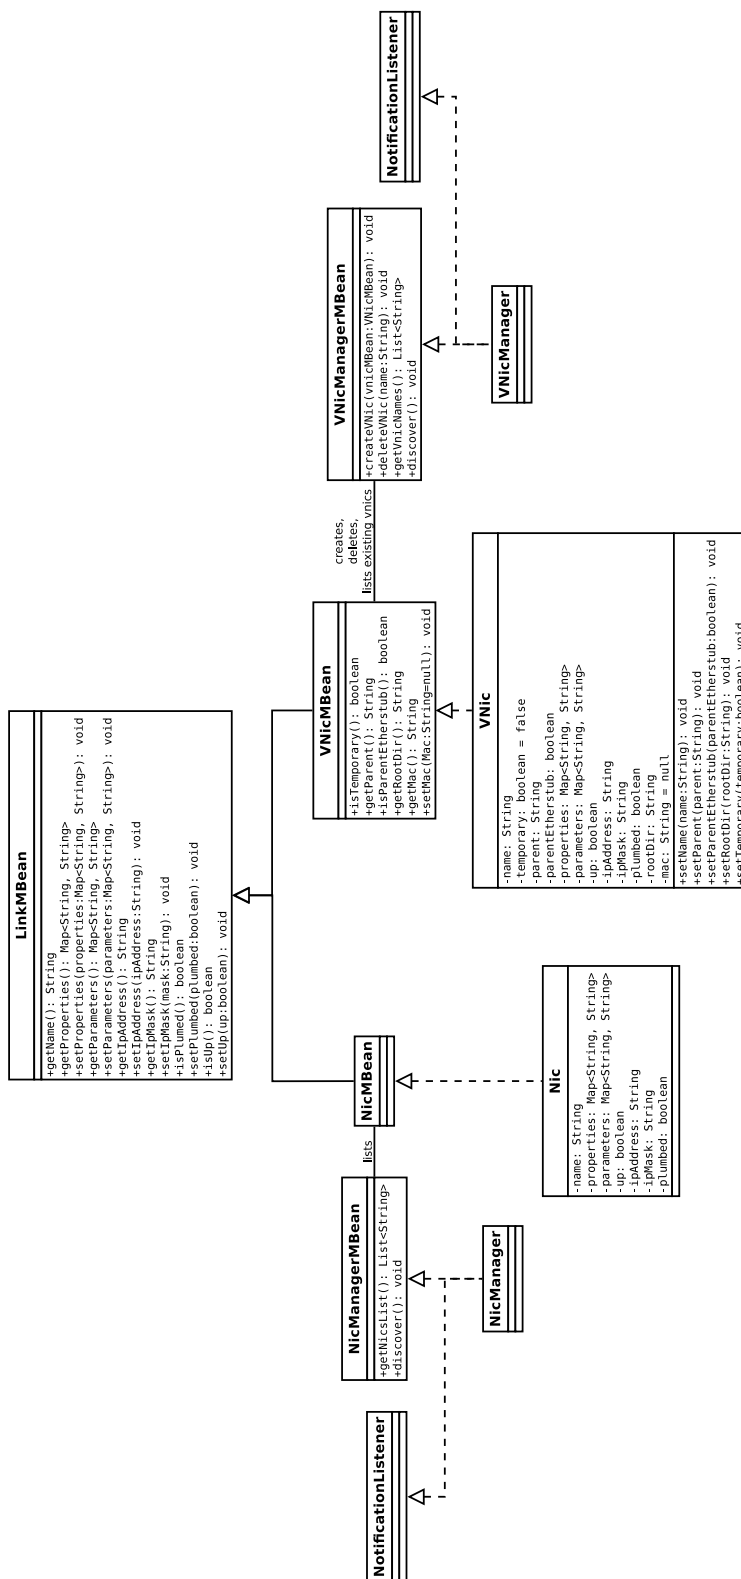 LinkMBean
+getName(): String
+getProperties(): Map<String, String>
+setProperties(properties:Map<String, String>): void
+getParameters(): Map<String, String>
+setParameters(parameters:Map<String, String>): void
+getIpAddress(): String
+setIpAddress(ipAddress:String): void
+getIpMask(): String
+setIpMask(mask:String): void
+isPlumed(): boolean
+setPlumbed(plumbed:boolean): void
+isUp(): boolean
+setUp(up:boolean): void
NotificationListener
NicManagerMBean
+getNicsList(): List<String>
+discover(): void
lists
NicMBean
VNicMBean
+isTemporary(): boolean
+getParent(): String
+isParentEtherstub(): boolean
+getRootDir(): String
+getMac(): String
+setMac(Mac:String=null): void
creates,
deletes,
lists existing vnics
VNicManagerMBean
+createVNic(vnicMBean:VNicMBean): void
+deleteVNic(name:String): void
+getVnicNames(): List<String>
+discover(): void
NotificationListener
NicManager
Nic
-name: String
-properties: Map<String, String>
-parameters: Map<String, String>
-up: boolean
-ipAddress: String
-ipMask: String
-plumbed: boolean
VNic
-name: String
-temporary: boolean = false
-parent: String
-parentEtherstub: boolean
-properties: Map<String, String>
-parameters: Map<String, String>
-up: boolean
-ipAddress: String
-ipMask: String
-plumbed: boolean
-rootDir: String
-mac: String = null
+setName(name:String): void
+setParent(parent:String): void
+setParentEtherstub(parentEtherstub:boolean): void
+setRootDir(rootDir:String): void
+setTemporary(temporary:boolean): void
VNicManager